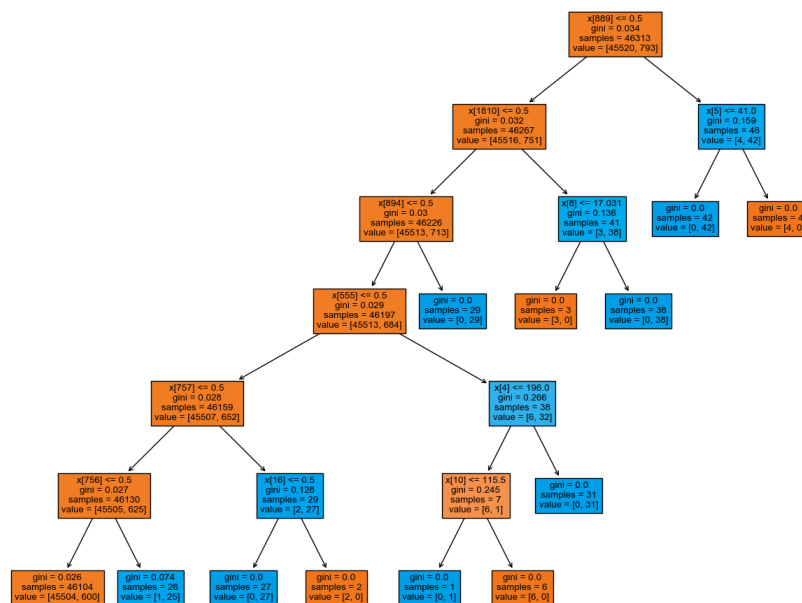 x[889] <= 0.5
gini = 0.034
samples = 46313
value = [45520, 793]
x[1810] <= 0.5
gini = 0.032
samples = 46267
value = [45516, 751]
x[5] <= 41.0
gini = 0.159
samples = 46
value = [4, 42]
x[894] <= 0.5
gini = 0.03
samples = 46226
value = [45513, 713]
x[8] <= 17.031
gini = 0.136
samples = 41
value = [3, 38]
gini = 0.0
samples = 42
value = [0, 42]
gini = 0.0
samples = 4
value = [4, 0]
x[555] <= 0.5
gini = 0.029
samples = 46197
value = [45513, 684]
gini = 0.0
samples = 29
value = [0, 29]
gini = 0.0
samples = 3
value = [3, 0]
gini = 0.0
samples = 38
value = [0, 38]
x[757] <= 0.5
gini = 0.028
samples = 46159
value = [45507, 652]
x[4] <= 196.0
gini = 0.266
samples = 38
value = [6, 32]
x[756] <= 0.5
gini = 0.027
samples = 46130
value = [45505, 625]
x[16] <= 0.5
gini = 0.128
samples = 29
value = [2, 27]
x[10] <= 115.5
gini = 0.245
samples = 7
value = [6, 1]
gini = 0.0
samples = 31
value = [0, 31]
gini = 0.026
samples = 46104
value = [45504, 600]
gini = 0.074
samples = 26
value = [1, 25]
gini = 0.0
samples = 27
value = [0, 27]
gini = 0.0
samples = 2
value = [2, 0]
gini = 0.0
samples = 1
value = [0, 1]
gini = 0.0
samples = 6
value = [6, 0]